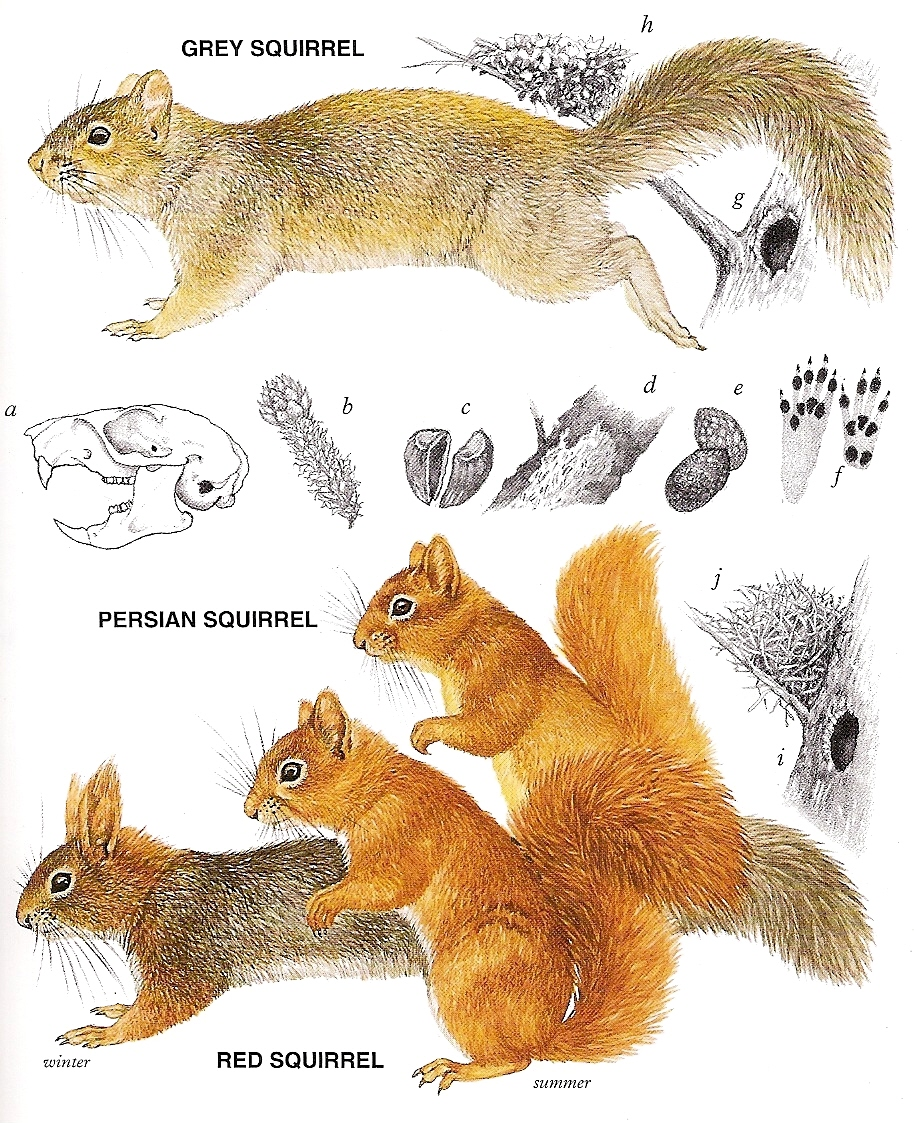 h
GREY SQUIRREL
g
a
b
c
d
e
f
PERSIAN SQUIRREL
j
i
winter
RED SQUIRREL
summer